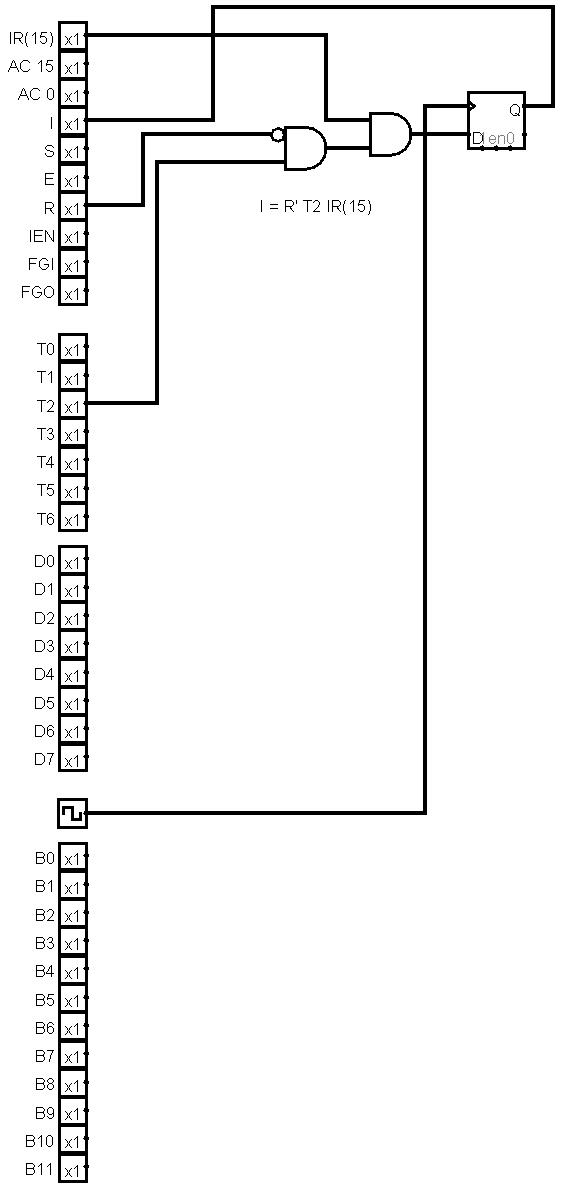 IR(15) x1
AC 15 x1
AC 0 x1
I x1
S x1
E x1
R x1
IEN x1
FGI x1
FGO x1
Q
D en0
I = R' T2 IR(15)
T0 x1
T1 x1
T2 x1
T3 x1
T4 x1
T5 x1
T6 x1
D0 x1
D1 x1
D2 x1
D3 x1
D4 x1
D5 x1
D6 x1
D7 x1
B0 x1
B1 x1
B2 x1
B3 x1
B4 x1
B5 x1
B6 x1
B7 x1
B8 x1
B9 x1
B10 x1
B11 x1